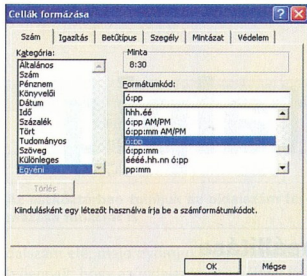 Cellák formázása
Szám Igazítás Betűtípus Szegély Mintázat Védelem
Kategória:
Általános
Szám
Pénznem
Könyvelői
Dátum
Idő
Százalék
Tört
Tudományos
Szöveg
Különleges
Egyéni
Minta
8:30
Formátumkód:
ó:pp
hhh.éé
ó:pp AM/PM
ó:pp:mm AM/PM
ó:pp
ó:pp:mm
éééé.hh.nn ó:pp
pp:mm
Törlés
Kiindulásként egy létezőt használva írja be a számformátumkódot.
OK Mégse